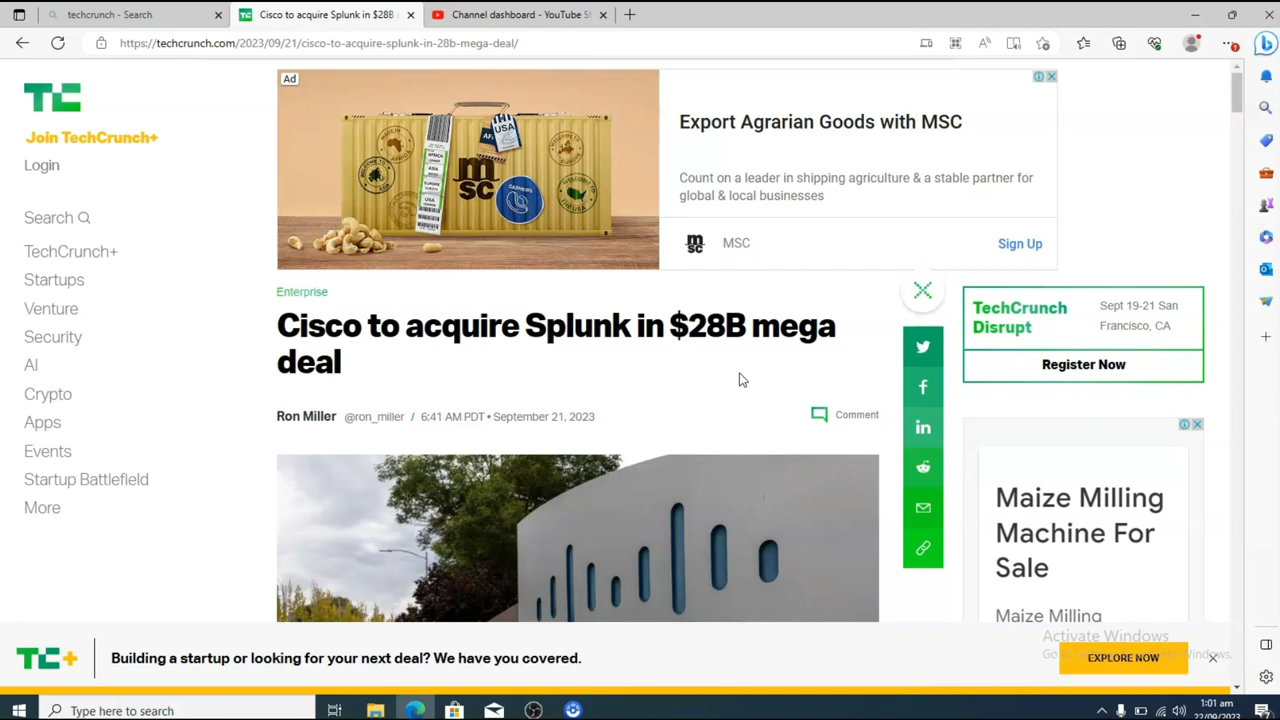 techcrunch - Search
Cisco to acquire Splunk in $28B
Channel dashboard - YouTube S
https://techcrunch.com/2023/09/21/cisco-to-acquire-splunk-in-28b-mega-deal/
TC
Join TechCrunch+
Login
Search
TechCrunch+
Startups
Venture
Security
AI
Crypto
Apps
Events
Startup Battlefield
More
Ad
USA
msc
Export Agrarian Goods with MSC
Count on a leader in shipping agriculture & a stable partner for
global & local businesses
msc
MSC
Sign Up
Enterprise
Cisco to acquire Splunk in $28B mega
deal
Ron Miller @ron_miller / 6:41 AM PDT • September 21, 2023
Comment
TechCrunch
Disrupt
Sept 19-21 San
Francisco, CA
Register Now
Maize Milling
Machine For
Sale
Maize Milling
Activate Windows
TC+
Building a startup or looking for your next deal? We have you covered.
EXPLORE NOW
Type here to search
1:01 am
22/09/2023